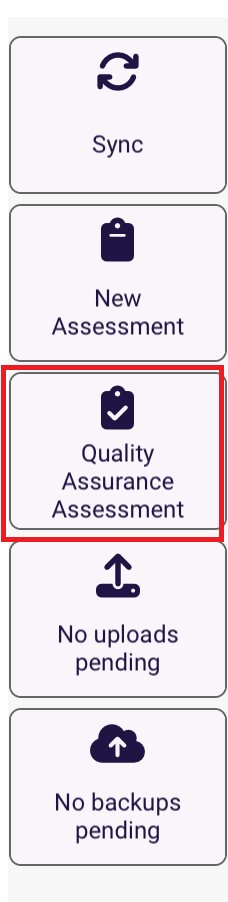 Sync
New
Assessment
Quality
Assurance
Assessment
No uploads
pending
No backups
pending